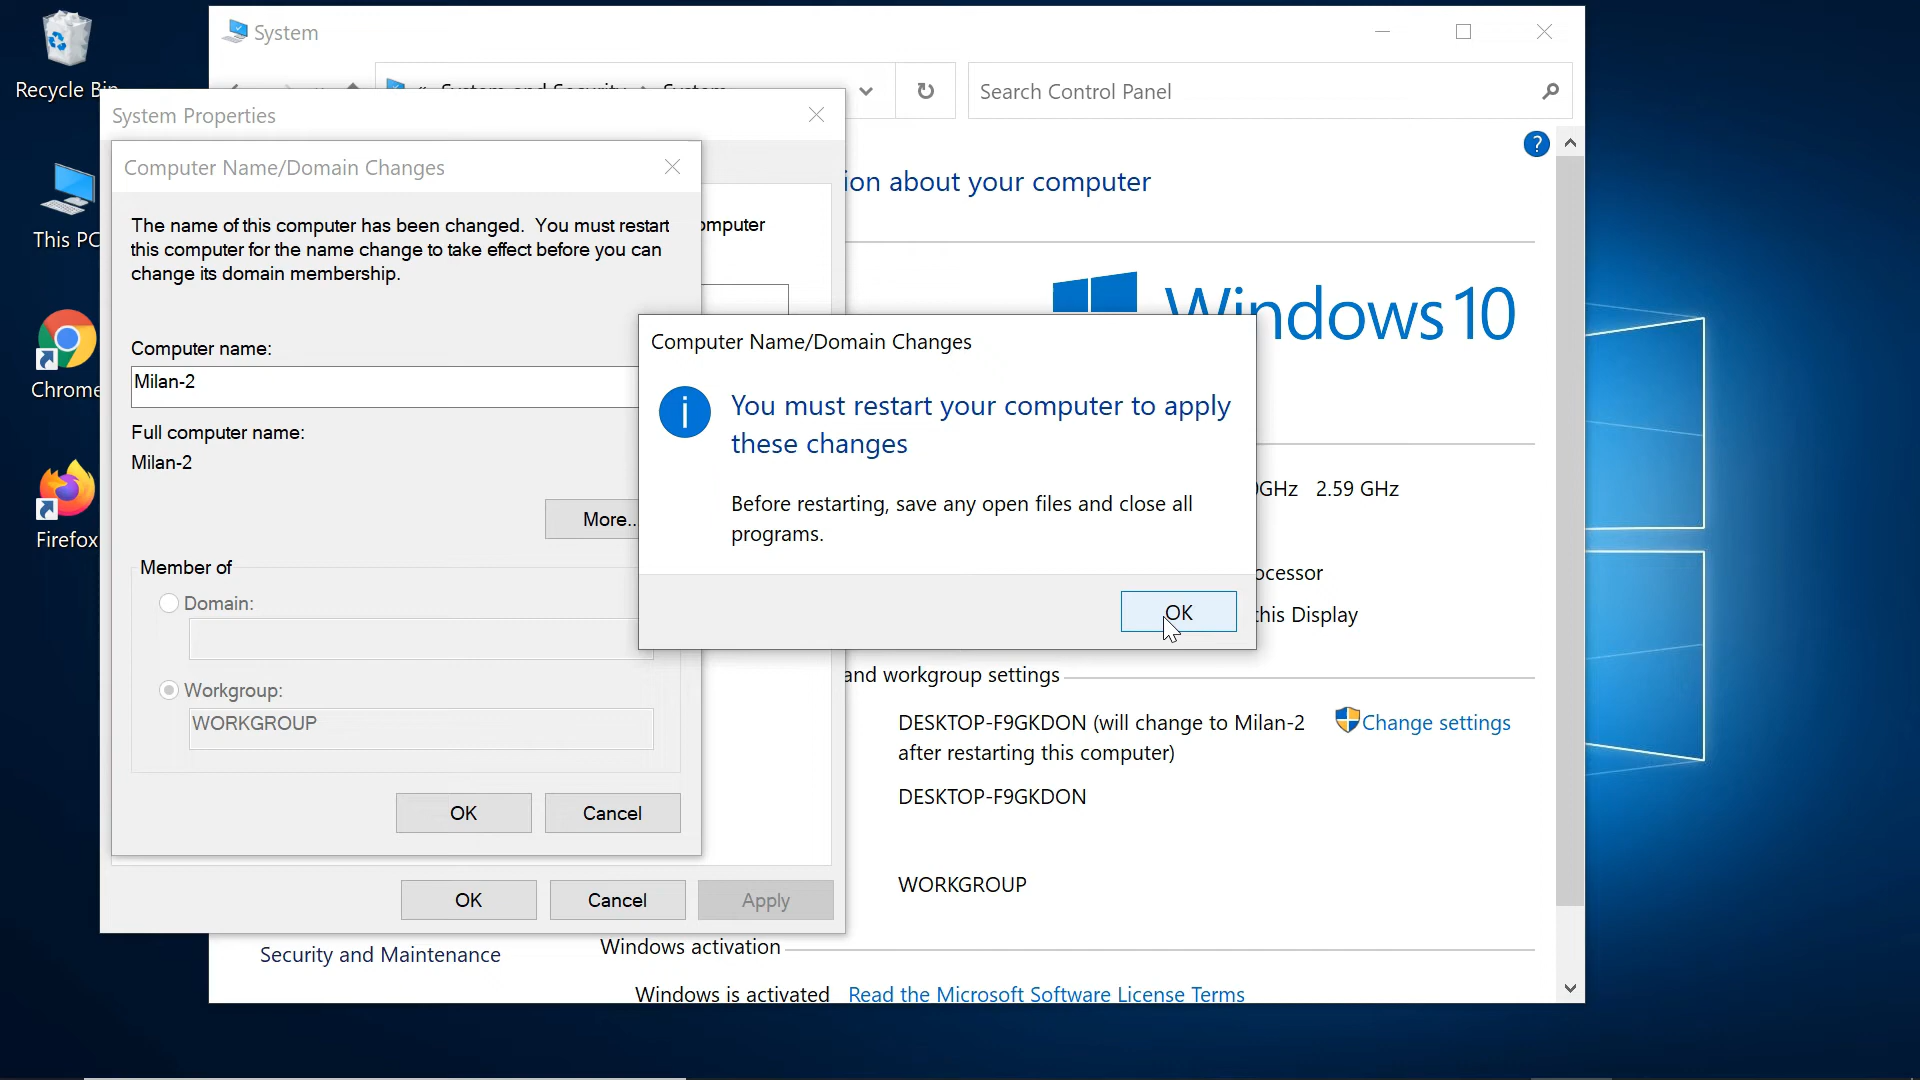 Recycle Bin
This PC
Chrome
Firefox
System
System and Security
System
Search Control Panel
?
System Properties
Computer Name/Domain Changes
The name of this computer has been changed. You must restart
this computer for the name change to take effect before you can
change its domain membership.
Computer name:
Milan-2
Full computer name:
Milan-2
More..
Member of
Domain:
Workgroup:
WORKGROUP
OK
Cancel
OK
Cancel
Apply
omputer
Computer Name/Domain Changes
i
You must restart your computer to apply
these changes
Before restarting, save any open files and close all
programs.
OK
ion about your computer
Windows 10
GHz 2.59 GHz
ocessor
this Display
and workgroup settings
DESKTOP-F9GKDON (will change to Milan-2
after restarting this computer)
Change settings
DESKTOP-F9GKDON
WORKGROUP
Security and Maintenance
Windows activation
Windows is activated Read the Microsoft Software License Terms